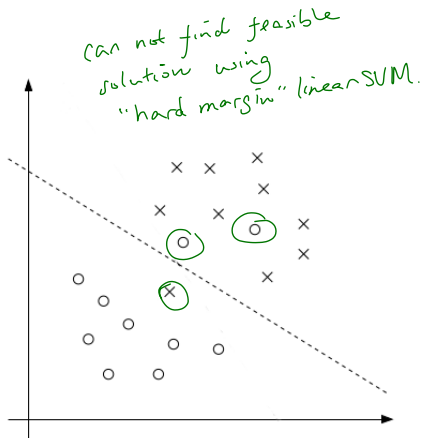 can not find feasible
solution using
"hard margin" linear SVM.